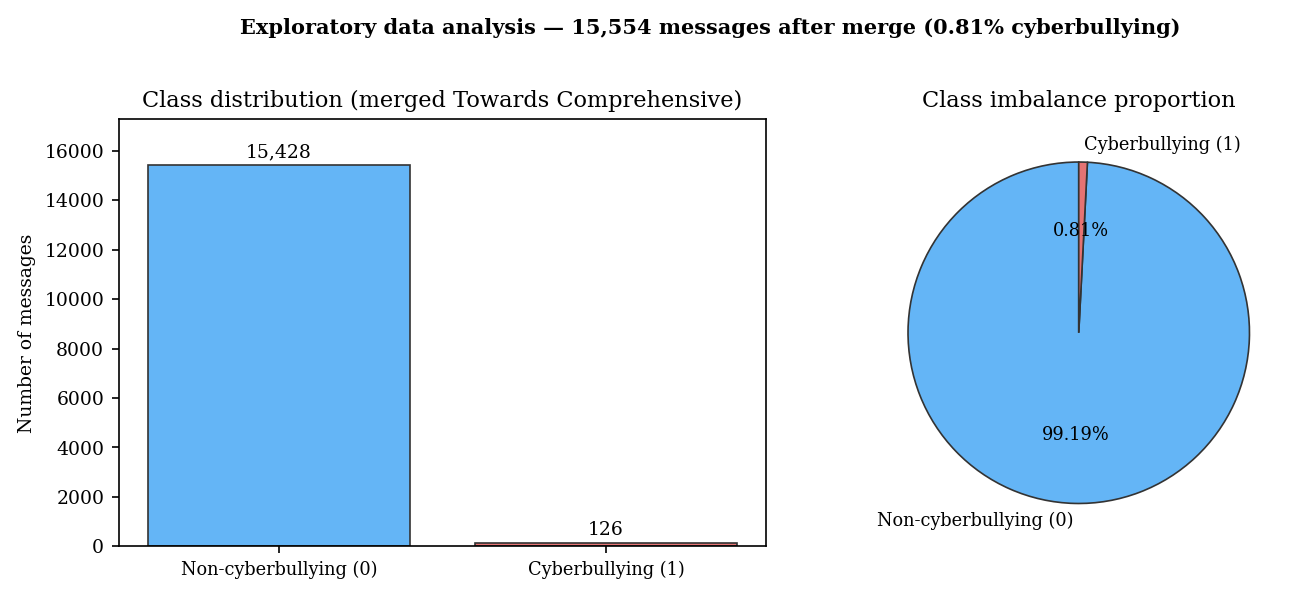 Exploratory data analysis — 15,554 messages after merge (0.81% cyberbullying)
Class distribution (merged Towards Comprehensive)
Number of messages
16000
14000
12000
10000
8000
6000
4000
2000
0
15,428
126
Non-cyberbullying (0)
Cyberbullying (1)
Class imbalance proportion
Cyberbullying (1)
0.81%
99.19%
Non-cyberbullying (0)